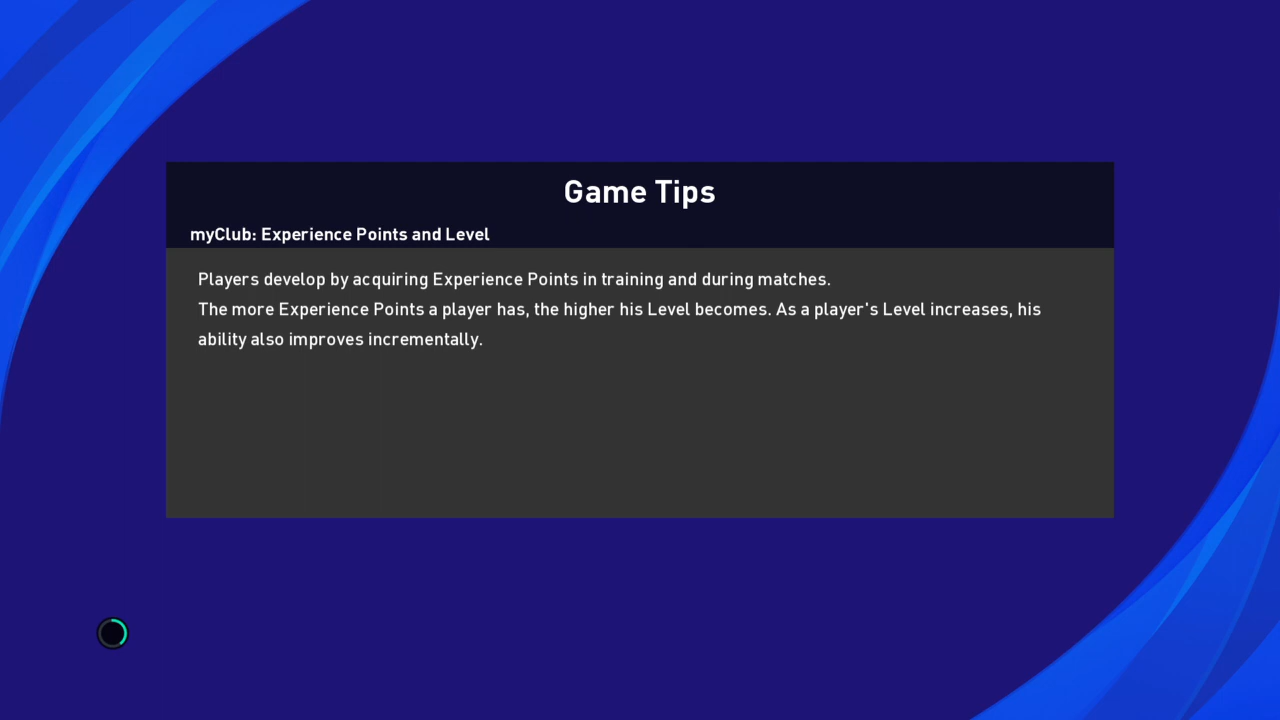 Game Tips
myClub: Experience Points and Level
Players develop by acquiring Experience Points in training and during matches.
The more Experience Points a player has, the higher his Level becomes. As a player's Level increases, his
ability also improves incrementally.